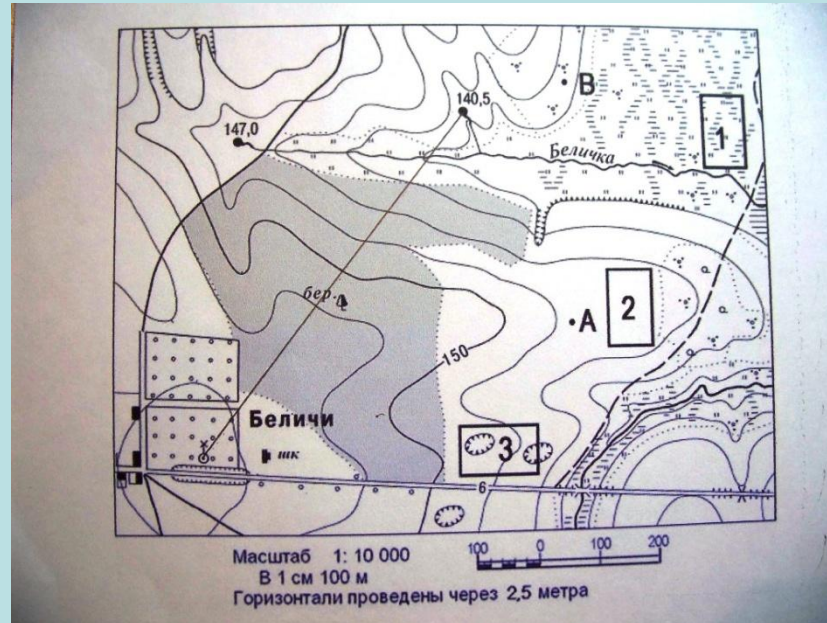 B
140,5
147,0
Беличка
1
бер.
А
2
150
Беличи
шк
3
6
Масштаб 1: 10 000
В 1 см 100 м
Горизонтали проведены через 2,5 метра
100 0 100 200